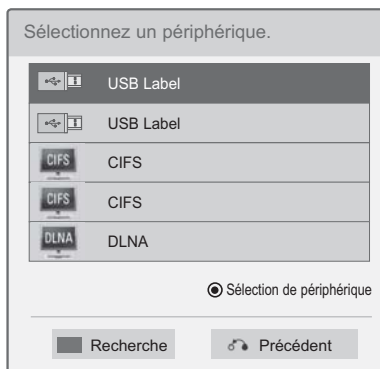 Sélectionnez un périphérique.
USB Label
USB Label
CIFS CIFS
CIFS CIFS
DLNA DLNA
Sélection de périphérique
Recherche Précédent